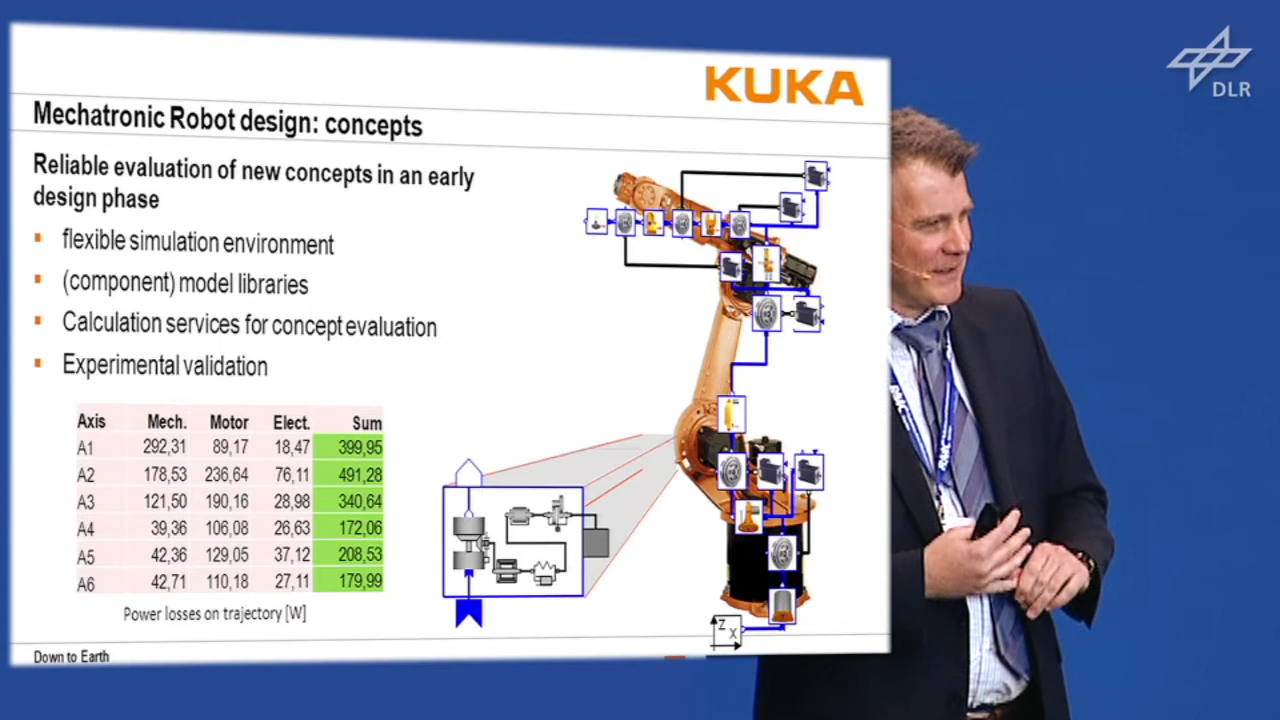 KUKA
DLR
Mechatronic Robot design: concepts
Reliable evaluation of new concepts in an early
design phase
flexible simulation environment
(component) model libraries
Calculation services for concept evaluation
Experimental validation
Axis Mech. Motor Elect. Sum
A1 292,31 89,17 18,47 399,95
A2 178,53 236,64 76,11 491,28
A3 121,50 190,16 28,98 340,64
A4 39,36 106,08 26,63 172,06
A5 42,36 129,05 37,12 208,53
A6 42,71 110,18 27,11 179,99
Power losses on trajectory [W]
Z
X
Down to Earth
RMC